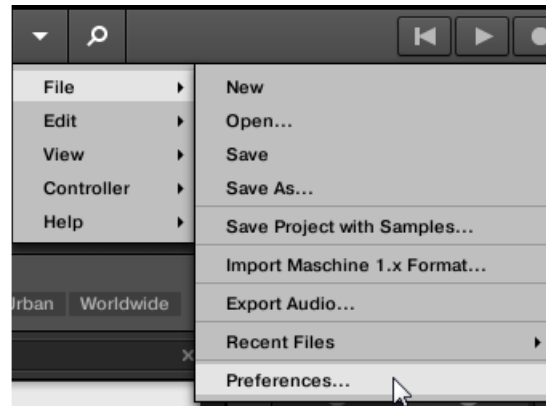 File
Edit
View
Controller
Help
New
Open...
Save
Save As...
Save Project with Samples...
Import Maschine 1.x Format...
Export Audio...
Recent Files
Preferences...
Worldwide